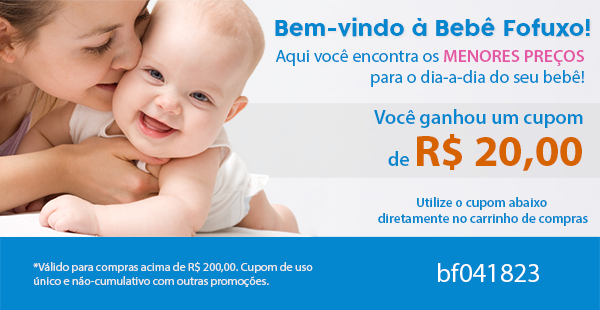 Bem-vindo à Bebê Fofuxo!
Aqui você encontra os MENORES PREÇOS
para o dia-a-dia do seu bebê!
Você ganhou um cupom
de R$ 20,00
Utilize o cupom abaixo
diretamente no carrinho de compras
*Válido para compras acima de R$ 200,00. Cupom de uso
único e não-cumulativo com outras promoções.
bf041823